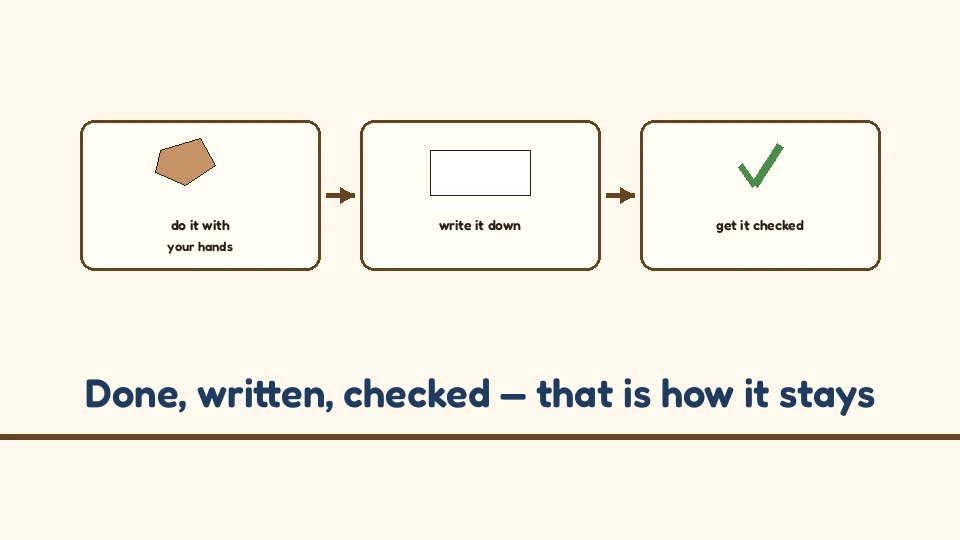 do it with
your hands
write it down
get it checked
Done, written, checked — that is how it stays